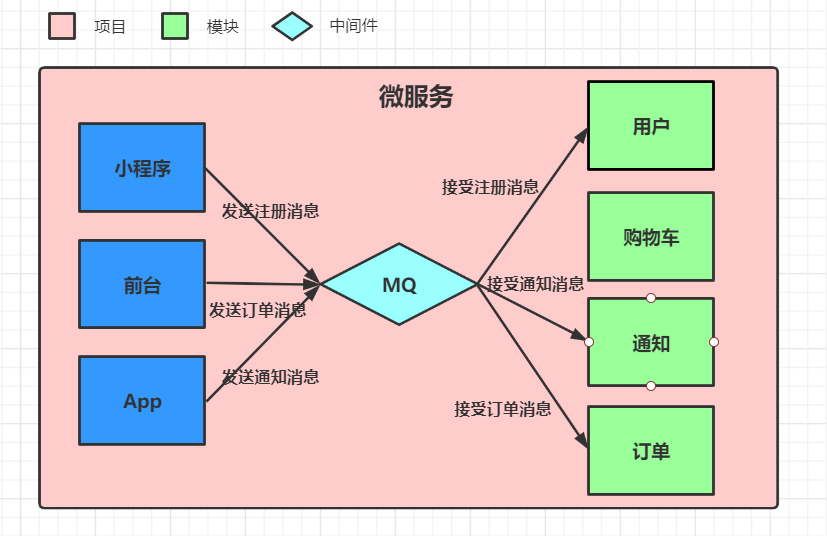 项目
模块
中间件
微服务
小程序
前台
App
发送注册消息
发送订单消息
发送通知消息
MQ
接受注册消息
接受通知消息
接受订单消息
用户
购物车
通知
订单